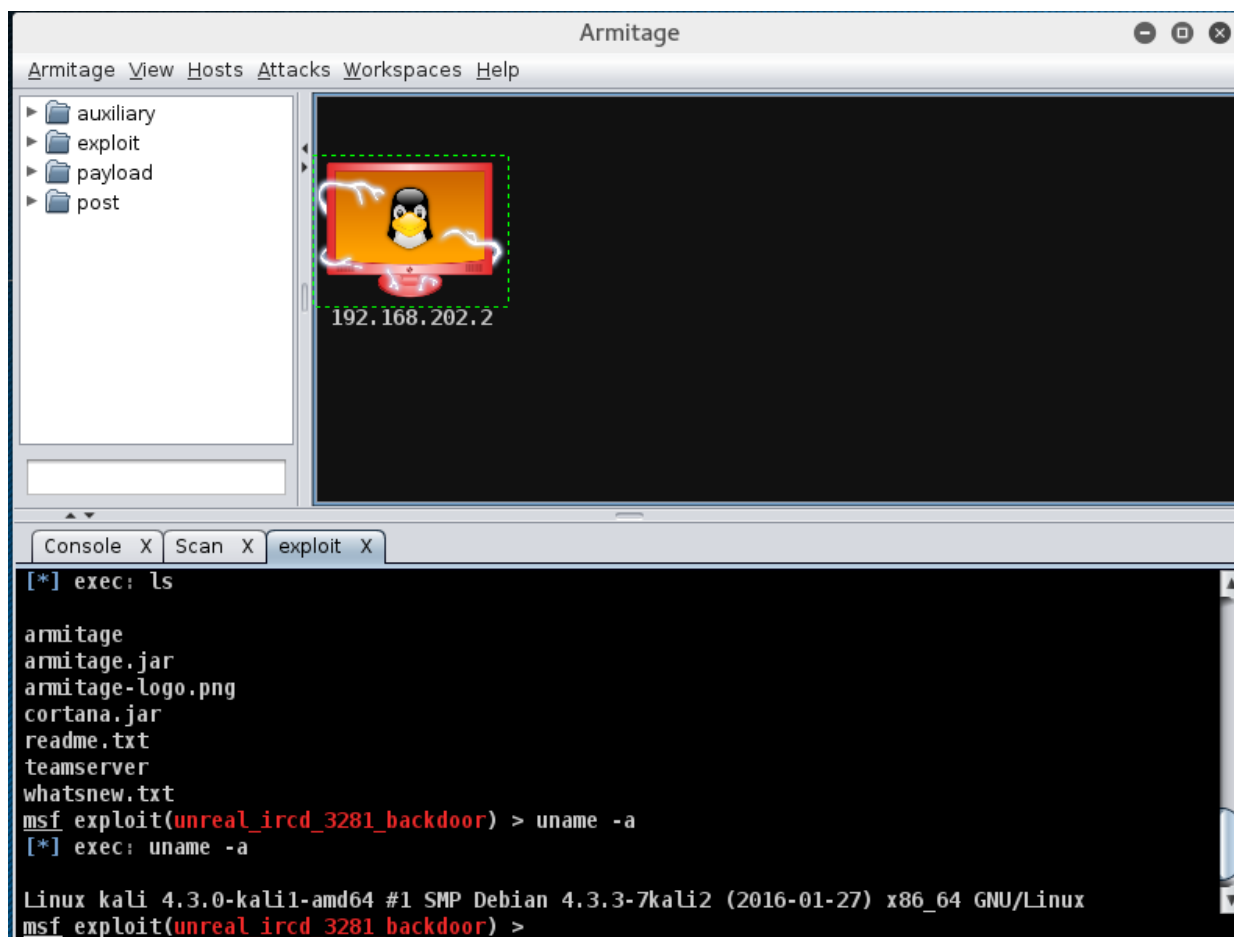 Armitage
Armitage View Hosts Attacks Workspaces Help
auxiliary
exploit
payload
post
192.168.202.2
Console X Scan X exploit X
[*] exec: ls
armitage
armitage.jar
armitage-logo.png
cortana.jar
readme.txt
teamserver
whatsnew.txt
msf exploit(unreal_ircd_3281_backdoor) > uname -a
[*] exec: uname -a
Linux kali 4.3.0-kali1-amd64 #1 SMP Debian 4.3.3-7kali2 (2016-01-27) x86_64 GNU/Linux
msf exploit(unreal_ircd_3281_backdoor) >